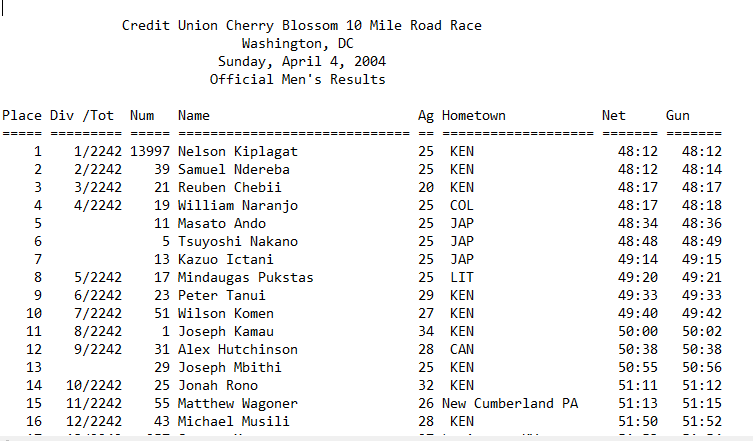 Credit Union Cherry Blossom 10 Mile Road Race
Washington, DC
Sunday, April 4, 2004
Official Men's Results
Place Div /Tot Num Name Ag Hometown Net Gun
===== ========= ===== ============================= == =================== ======= =======
1 1/2242 13997 Nelson Kiplagat 25 KEN 48:12 48:12
2 2/2242 39 Samuel Ndereba 25 KEN 48:12 48:14
3 3/2242 21 Reuben Chebii 20 KEN 48:17 48:17
4 4/2242 19 William Naranjo 25 COL 48:17 48:18
5 11 Masato Ando 25 JAP 48:34 48:36
6 5 Tsuyoshi Nakano 25 JAP 48:48 48:49
7 13 Kazuo Ictani 25 JAP 49:14 49:15
8 5/2242 17 Mindaugas Pukstas 25 LIT 49:20 49:21
9 6/2242 23 Peter Tanui 29 KEN 49:33 49:33
10 7/2242 51 Wilson Komen 27 KEN 49:40 49:42
11 8/2242 1 Joseph Kamau 34 KEN 50:00 50:02
12 9/2242 31 Alex Hutchinson 28 CAN 50:38 50:38
13 29 Joseph Mbithi 25 KEN 50:55 50:56
14 10/2242 25 Jonah Rono 32 KEN 51:11 51:12
15 11/2242 55 Matthew Wagoner 26 New Cumberland PA 51:13 51:15
16 12/2242 43 Michael Musili 28 KEN 51:50 51:52